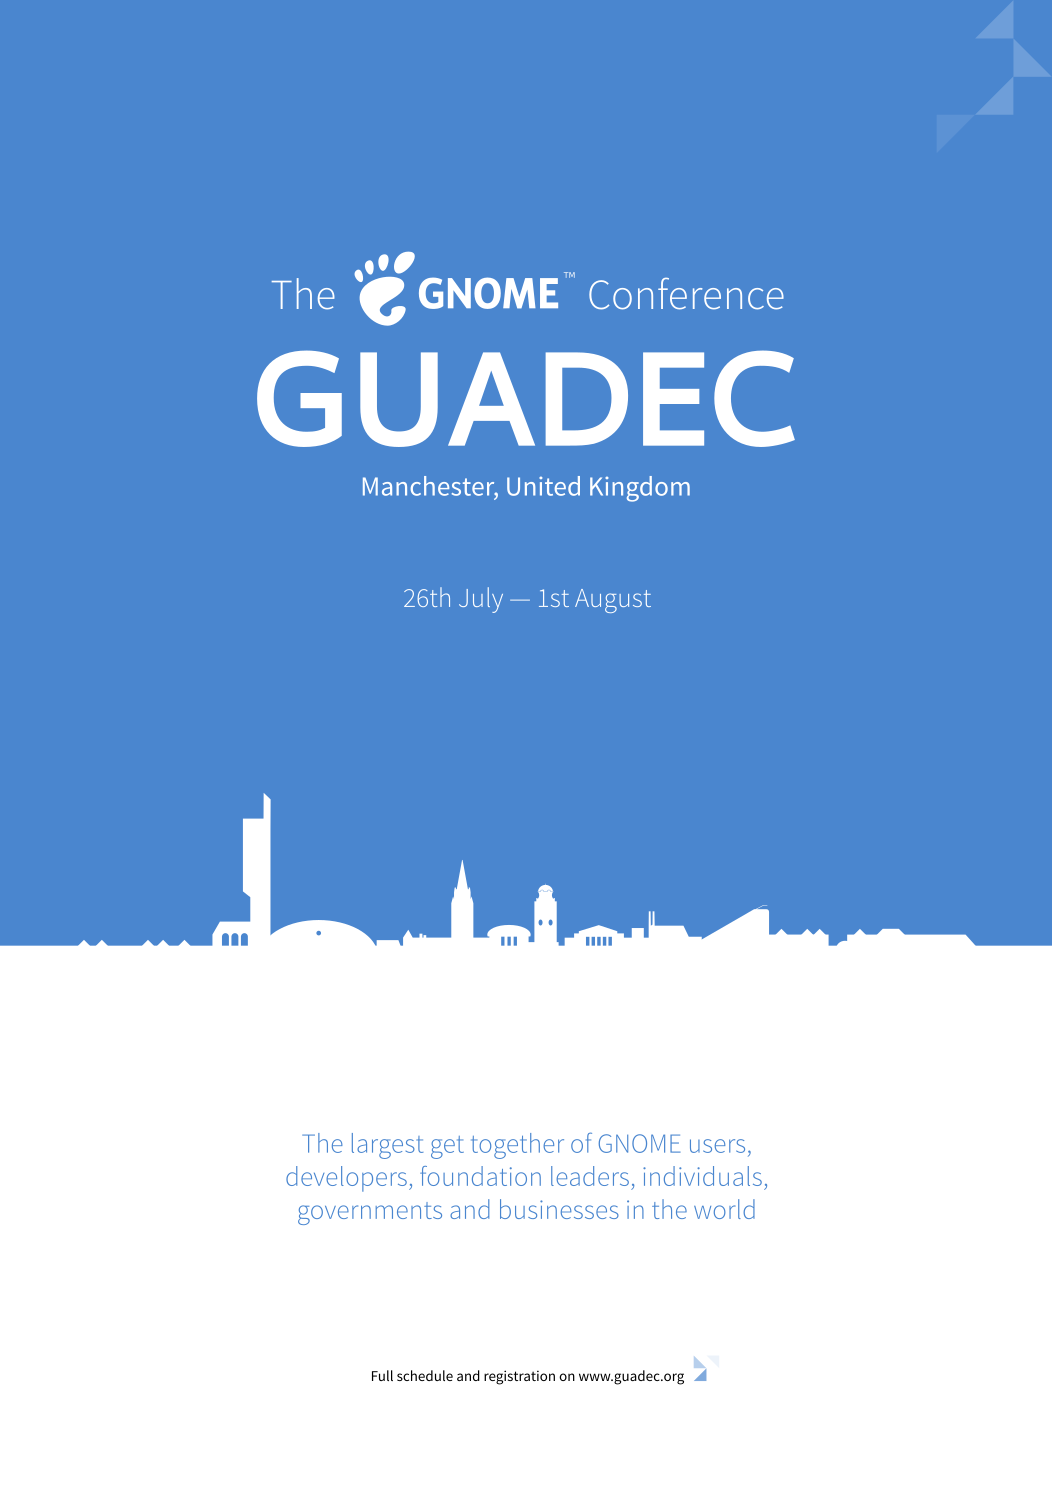 The GNOME™ Conference
GUADEC
Manchester, United Kingdom
26th July — 1st August
The largest get together of GNOME users,
developers, foundation leaders, individuals,
governments and businesses in the world
Full schedule and registration on www.guadec.org